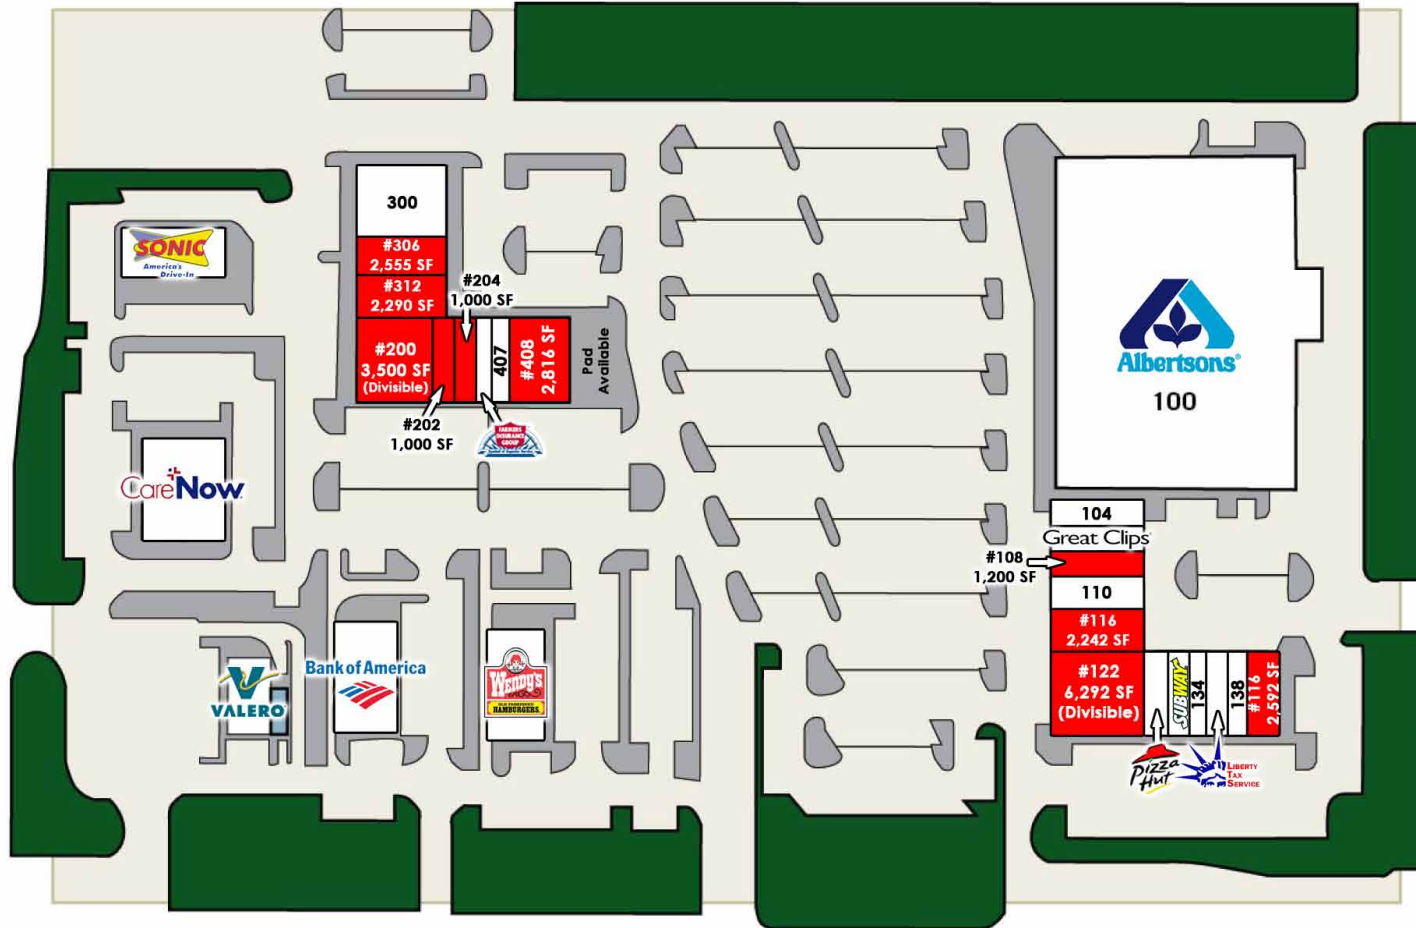 300
#306
2,555 SF
#312
2,290 SF
#204
1,000 SF
#200
3,500 SF
(Divisible)
407
#408
2,816 SF
Pad
Available
#202
1,000 SF
FARMERS
INSURANCE
GROUP
SONIC
America's
Drive-In
CareNow
VALERO
Bank of America
WENDY'S
OLD FASHIONED
HAMBURGERS
Albertsons®
100
104
Great Clips
#108
1,200 SF
110
#116
2,242 SF
#122
6,292 SF
(Divisible)
SUBWAY
134
138
#116
2,592 SF
Pizza
Hut
LIBERTY
TAX
SERVICE